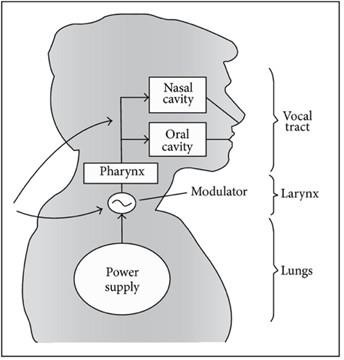 Nasal
cavity
Oral
cavity
Vocal
tract
Pharynx
Modulator
Larynx
Power
supply
Lungs